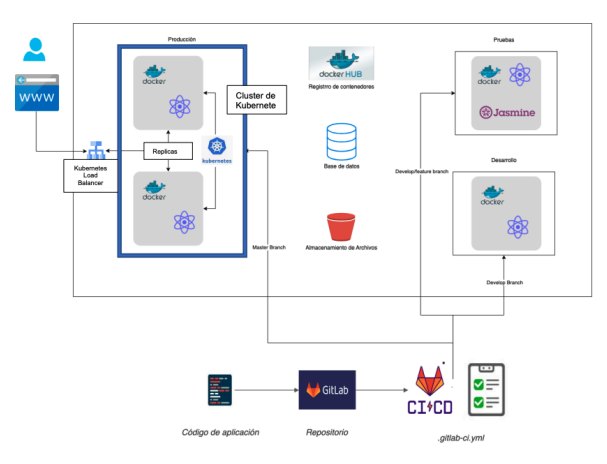 Producción
Pruebas
WWW
docker
Cluster de
Kubernete
docker HUB
Registro de contenedores
docker
Jasmine
Replicas
kubernetes
Kubernetes
Load
Balancer
docker
Base de datos
Develop/feature branch
Desarrollo
docker
Almacenamiento de Archivos
Master Branch
Develop Branch
GitLab
CI CD
Código de aplicación
Repositorio
.gitlab-ci.yml